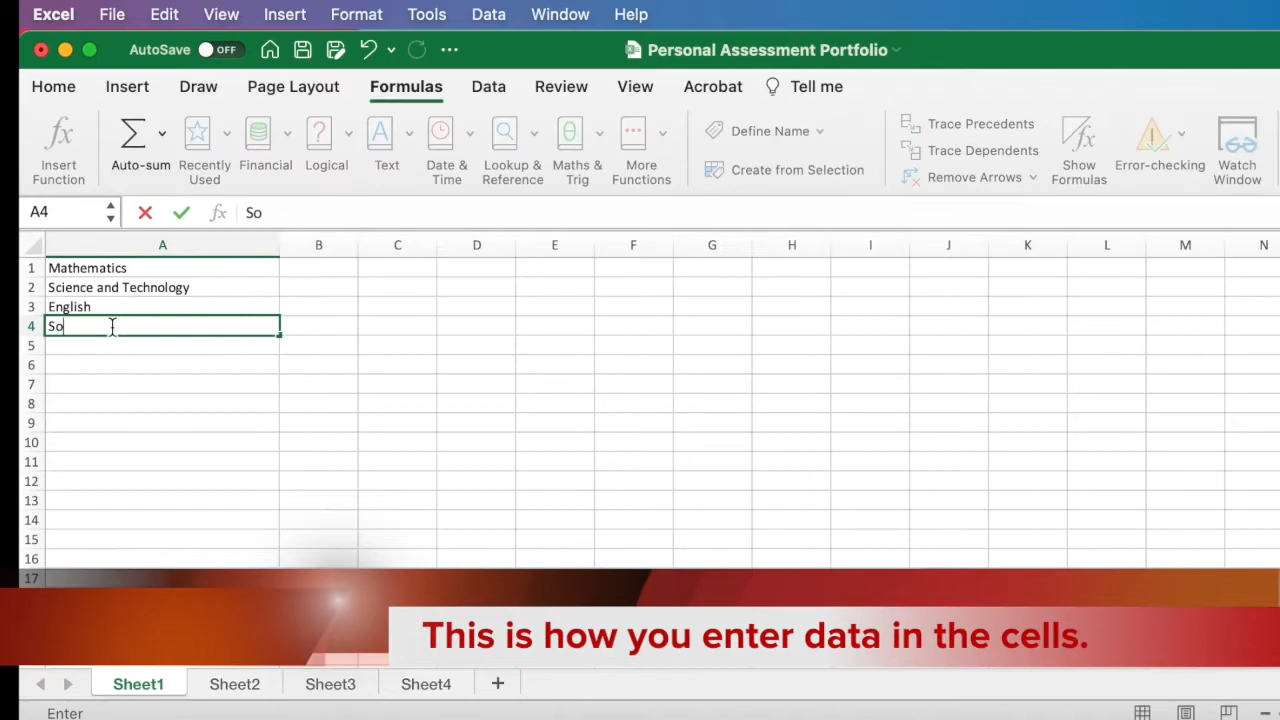 Excel File Edit View Insert Format Tools Data Window Help
AutoSave OFF Personal Assessment Portfolio
Home Insert Draw Page Layout Formulas Data Review View Acrobat Tell me
Insert Function Auto-sum Recently Used Financial Logical Text Date & Time Lookup & Reference Maths & Trig More Functions Define Name Create from Selection Trace Precedents Trace Dependents Remove Arrows Show Formulas Error-checking Watch Window
A4 fx So
A B C D E F G H I J K L M N
1 Mathematics
2 Science and Technology
3 English
4 So
5
6
7
8
9
10
11
12
13
14
15
16
17
This is how you enter data in the cells.
Sheet1 Sheet2 Sheet3 Sheet4 +
Enter